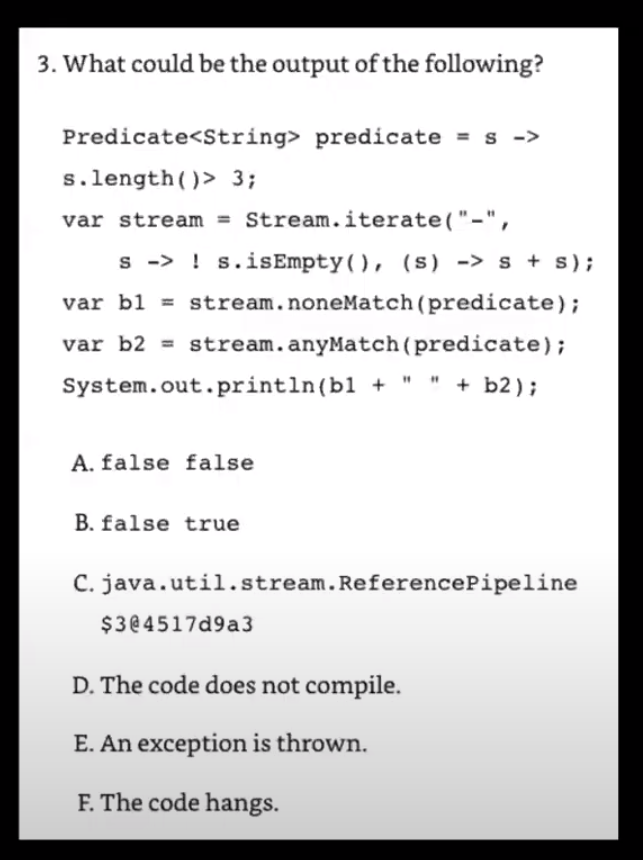 3. What could be the output of the following?
Predicate<String> predicate = s ->
s.length()> 3;
var stream = Stream.iterate("-",
s -> ! s.isEmpty(), (s) -> s + s);
var b1 = stream.noneMatch(predicate);
var b2 = stream.anyMatch(predicate);
System.out.println(b1 + " " + b2);
A. false false
B. false true
C. java.util.stream.ReferencePipeline
$3@4517d9a3
D. The code does not compile.
E. An exception is thrown.
F. The code hangs.